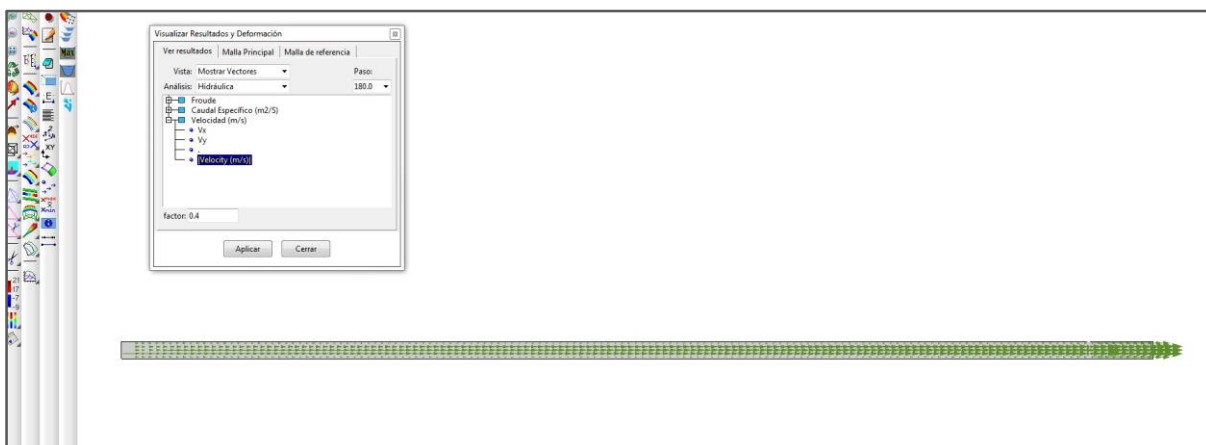 Visualizar Resultados y Deformación
Ver resultados Malla Principal Malla de referencia
Vista: Mostrar Vectores Paso:
Análisis: Hidráulica 180.0
Froude
Caudal Específico (m2/S)
Velocidad (m/s)
Vx
Vy
.
|Velocity (m/s)|
factor: 0.4
Aplicar Cerrar
Max